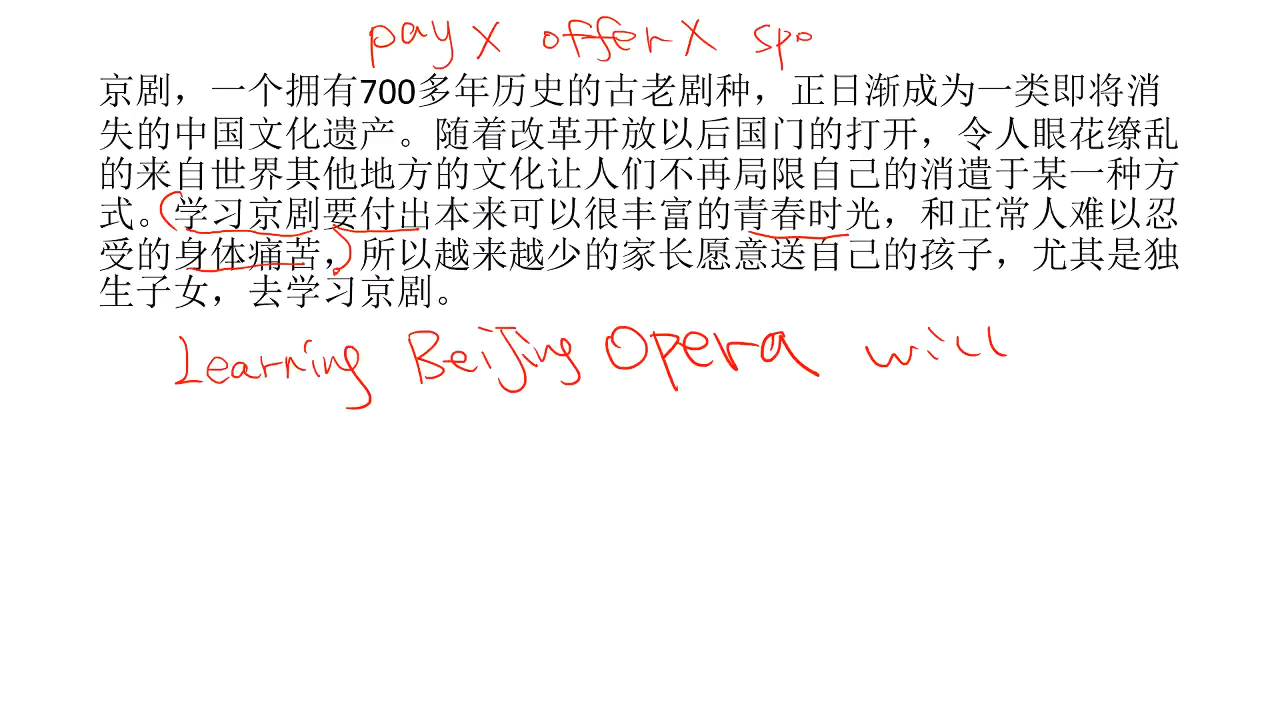 pay X offer X spo
京剧，一个拥有700多年历史的古老剧种，正日渐成为一类即将消
失的中国文化遗产。随着改革开放以后国门的打开，令人眼花缭乱
的来自世界其他地方的文化让人们不再局限自己的消遣于某一种方
式。（学习京剧要付出本来可以很丰富的青春时光，和正常人难以忍
受的身体痛苦，）所以越来越少的家长愿意送自己的孩子，尤其是独
生子女，去学习京剧。
Learning Beijing Opera will